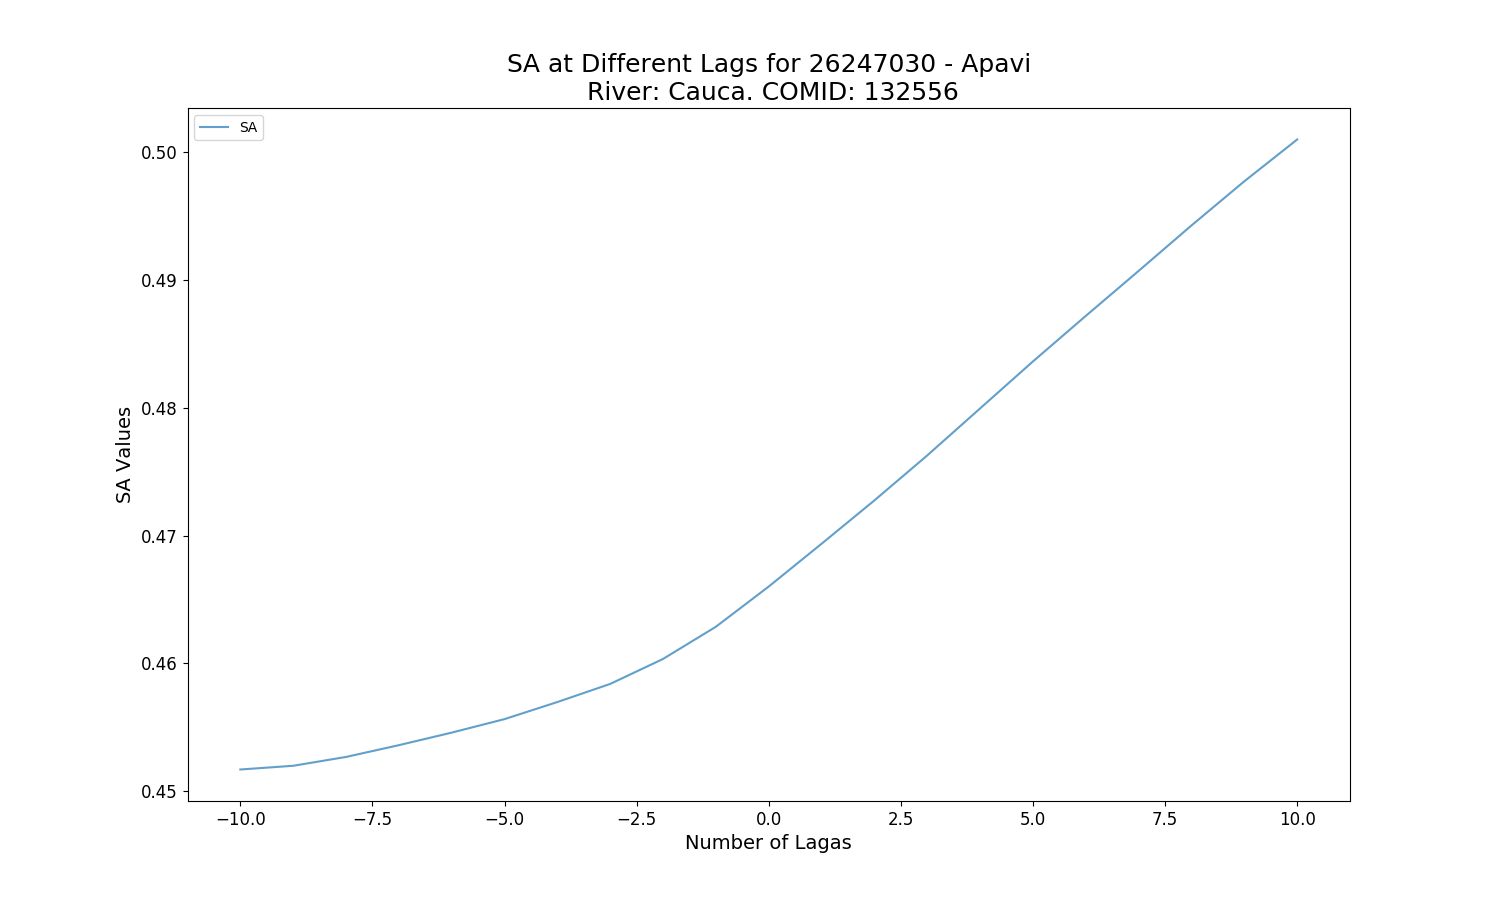 SA at Different Lags for 26247030 - Apavi
River: Cauca. COMID: 132556
SA
0.50
0.49
0.48
0.47
0.46
0.45
SA Values
−10.0 −7.5 −5.0 −2.5 0.0 2.5 5.0 7.5 10.0
Number of Lagas